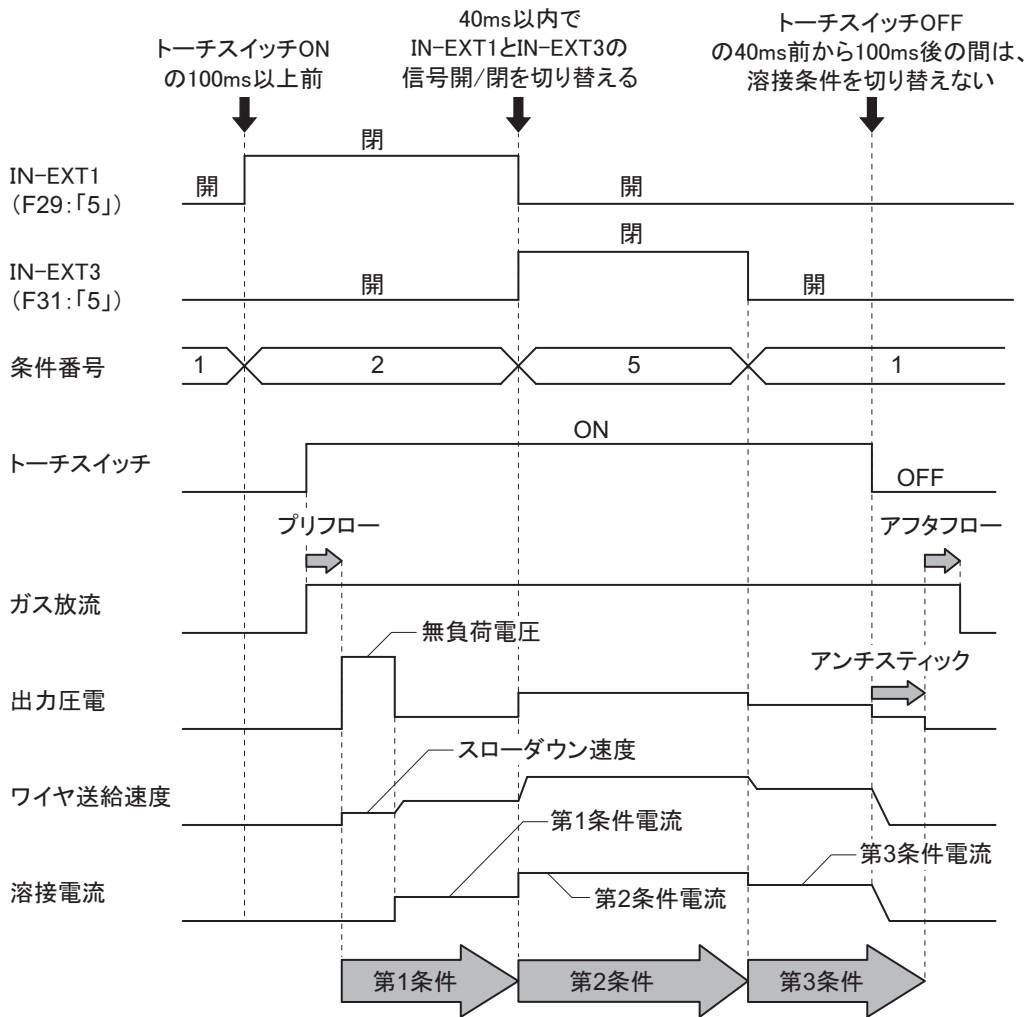 トーチスイッチON
の100ms以上前
40ms以内で
IN-EXT1とIN-EXT3の
信号開/閉を切り替える
トーチスイッチOFF
の40ms前から100ms後の間は、
溶接条件を切り替えない
IN-EXT1
（F29：「5」）
開
閉
開
IN-EXT3
（F31：「5」）
開
閉
開
条件番号
1
2
5
1
トーチスイッチ
ON
OFF
プリフロー
アフタフロー
ガス放流
無負荷電圧
アンチスティック
出力圧電
スローダウン速度
ワイヤ送給速度
第1条件電流
第3条件電流
溶接電流
第2条件電流
第1条件
第2条件
第3条件